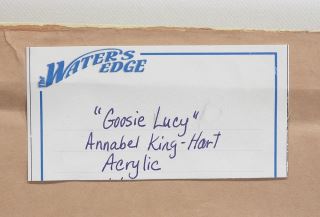 THE WATER'S
EDGE
"Goosie Lucy"
Annabel King-Hart
Acrylic